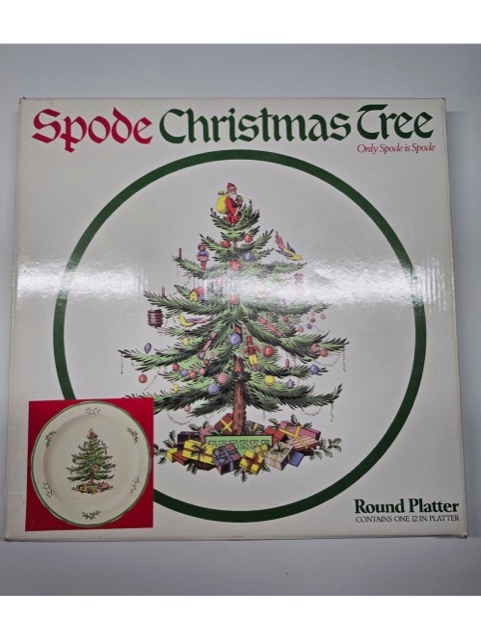 Spode Christmas Tree
Only Spode is Spode
Round Platter
CONTAINS ONE 12 IN. PLATTER